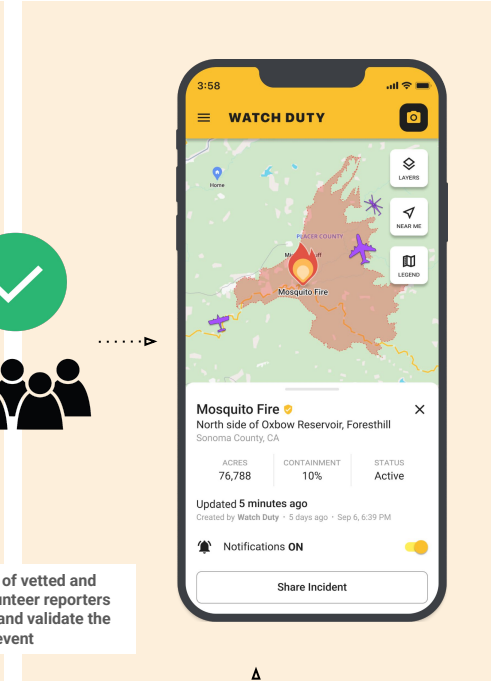 3:58
WATCH DUTY
LAYERS
Home
NEAR ME
PLACER COUNTY
LEGEND
Mosquito Fire
Mosquito Fire
North side of Oxbow Reservoir, Foresthill
Sonoma County, CA
ACRES CONTAINMENT STATUS
76,788 10% Active
Updated 5 minutes ago
Created by Watch Duty • 5 days ago • Sep 6, 6:39 PM
Notifications ON
Share Incident
of vetted and
unteer reporters
and validate the
event